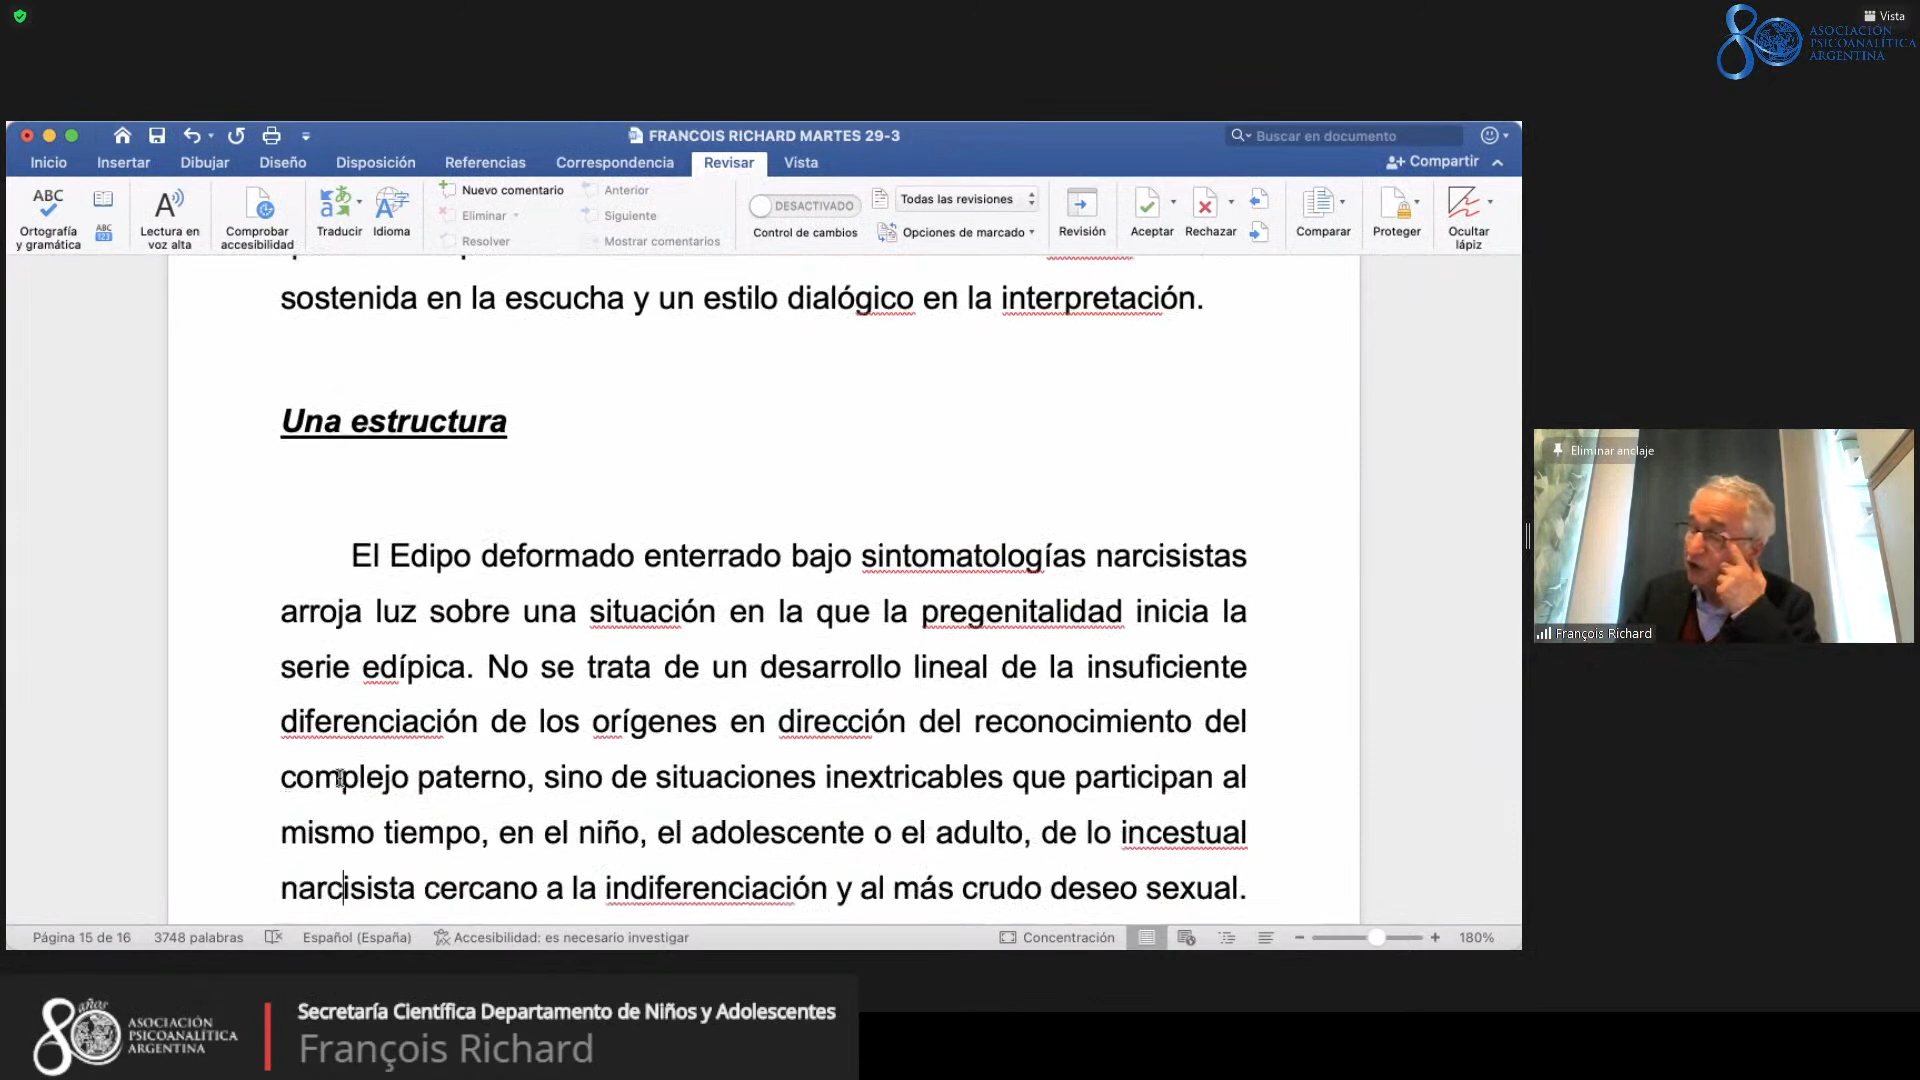 Vista
ASOCIACIÓN
PSICOANALÍTICA
ARGENTINA
FRANCOIS RICHARD MARTES 29-3
Buscar en documento
Inicio Insertar Dibujar Diseño Disposición Referencias Correspondencia Revisar Vista
Compartir
ABC
Ortografía
y gramática
ABC
123
Lectura en
voz alta
Comprobar
accesibilidad
Traducir
Idioma
Nuevo comentario
Eliminar
Resolver
Anterior
Siguiente
Mostrar comentarios
DESACTIVADO
Control de cambios
Todas las revisiones
Opciones de marcado
Revisión
Aceptar
Rechazar
Comparar
Proteger
Ocultar
lápiz
sostenida en la escucha y un estilo dialógico en la interpretación.
Una estructura
El Edipo deformado enterrado bajo sintomatologías narcisistas
arroja luz sobre una situación en la que la pregenitalidad inicia la
serie edípica. No se trata de un desarrollo lineal de la insuficiente
diferenciación de los orígenes en dirección del reconocimiento del
complejo paterno, sino de situaciones inextricables que participan al
mismo tiempo, en el niño, el adolescente o el adulto, de lo incestual
narcisista cercano a la indiferenciación y al más crudo deseo sexual.
Eliminar anclaje
François Richard
Página 15 de 16 3748 palabras Español (España) Accesibilidad: es necesario investigar Concentración 180%
80 años
ASOCIACIÓN
PSICOANALÍTICA
ARGENTINA
Secretaría Científica Departamento de Niños y Adolescentes
François Richard